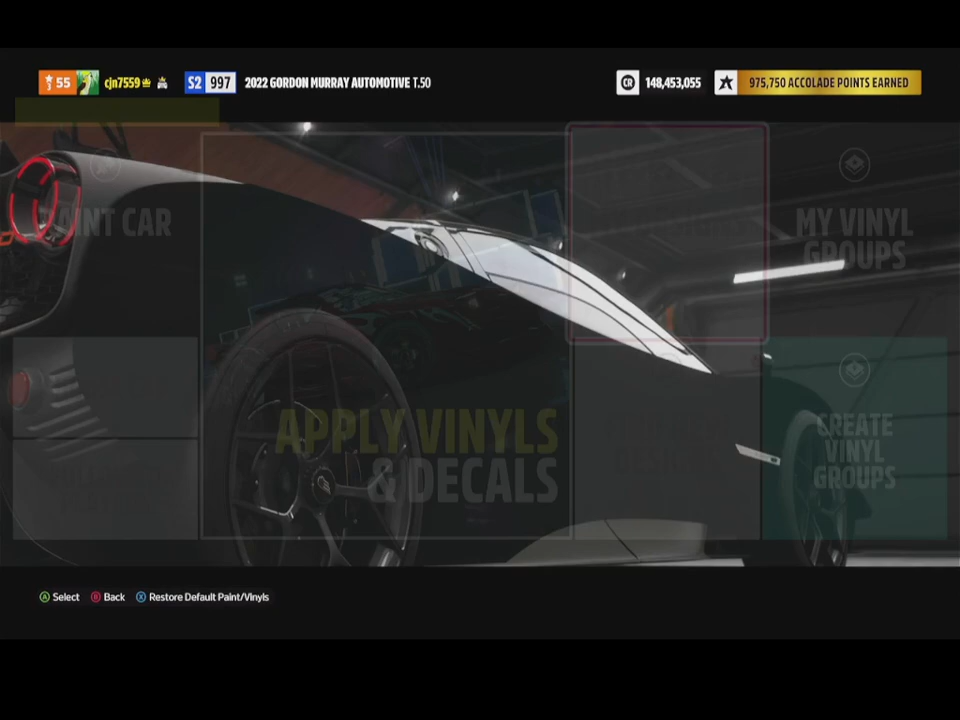 55 cjn7559 S2 997 2022 GORDON MURRAY AUTOMOTIVE T.50 CR 148,453,055 975,750 ACCOLADE POINTS EARNED
PAINT CAR
MY VINYL
GROUPS
APPLY VINYLS
& DECALS
CREATE
VINYL
GROUPS
A Select B Back X Restore Default Paint/Vinyls